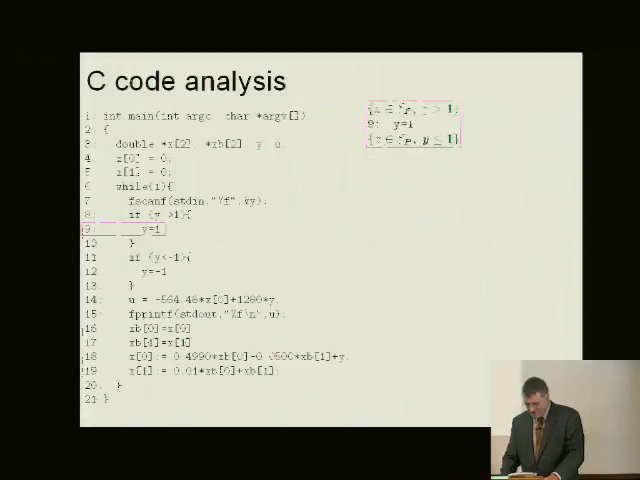 C code analysis
1: int main(int argc, char *argv[])
2: {
3: double *x[2], *xb[2], y, u;
4: x[0] = 0;
5: x[1] = 0;
6: while(1){
7: fscanf(stdin,"%f",&y);
8: if (y >1){
9: y=1
10: }
11: if (y<-1){
12: y=-1
13: }
14: u = -564.48*x[0]+1280*y;
15: fprintf(stdout,"%f\n",u);
16: xb[0]=x[0]
17: xb[1]=x[1]
18: x[0]:= 0.4990*xb[0]-0.0500*xb[1]+y;
19: x[1]:= 0.01*xb[0]+xb[1];
20: }
21: }
9: y=1